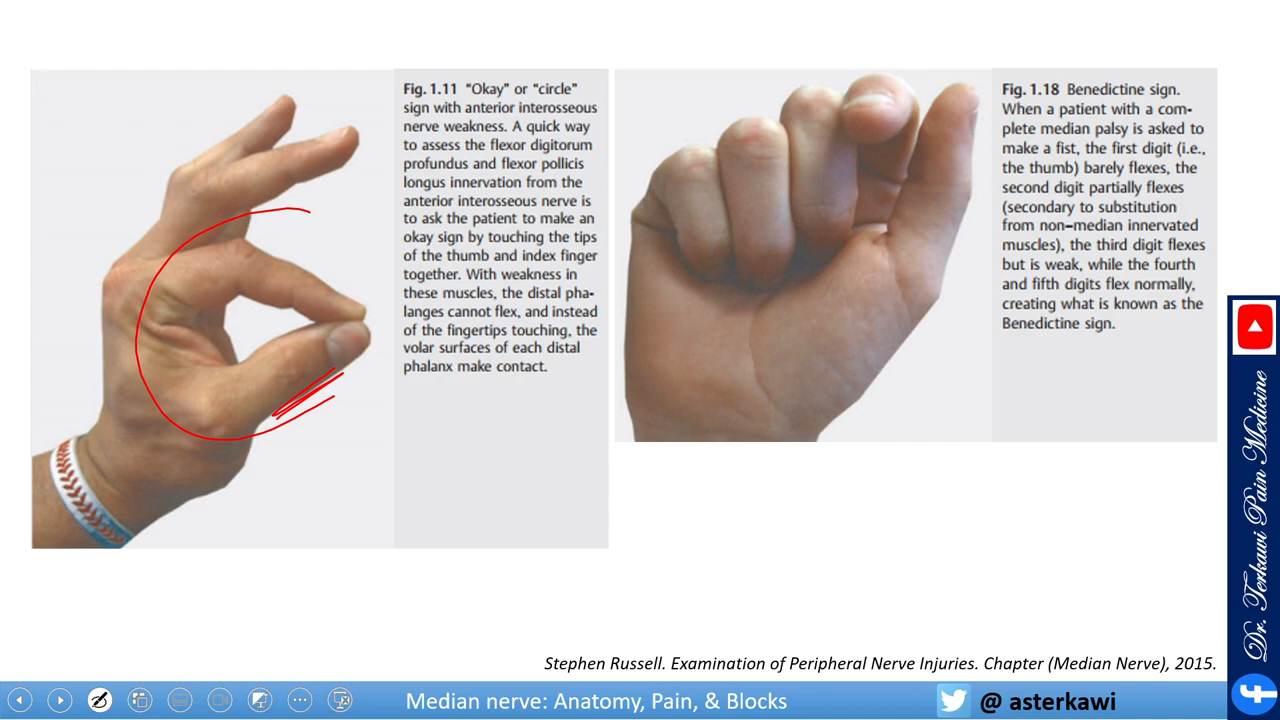 Fig. 1.11 “Okay” or “circle”
sign with anterior interosseous
nerve weakness. A quick way
to assess the flexor digitorum
profundus and flexor pollicis
longus innervation from the
anterior interosseous nerve is
to ask the patient to make an
okay sign by touching the tips
of the thumb and index finger
together. With weakness in
these muscles, the distal pha-
langes cannot flex, and instead
of the fingertips touching, the
volar surfaces of each distal
phalanx make contact.
Fig. 1.18 Benedictine sign.
When a patient with a com-
plete median palsy is asked to
make a fist, the first digit (i.e.,
the thumb) barely flexes, the
second digit partially flexes
(secondary to substitution
from non–median innervated
muscles), the third digit flexes
but is weak, while the fourth
and fifth digits flex normally,
creating what is known as the
Benedictine sign.
Stephen Russell. Examination of Peripheral Nerve Injuries. Chapter (Median Nerve), 2015.
Median nerve: Anatomy, Pain, & Blocks
@ asterkawi
Dr. Terkawi Pain Medicine